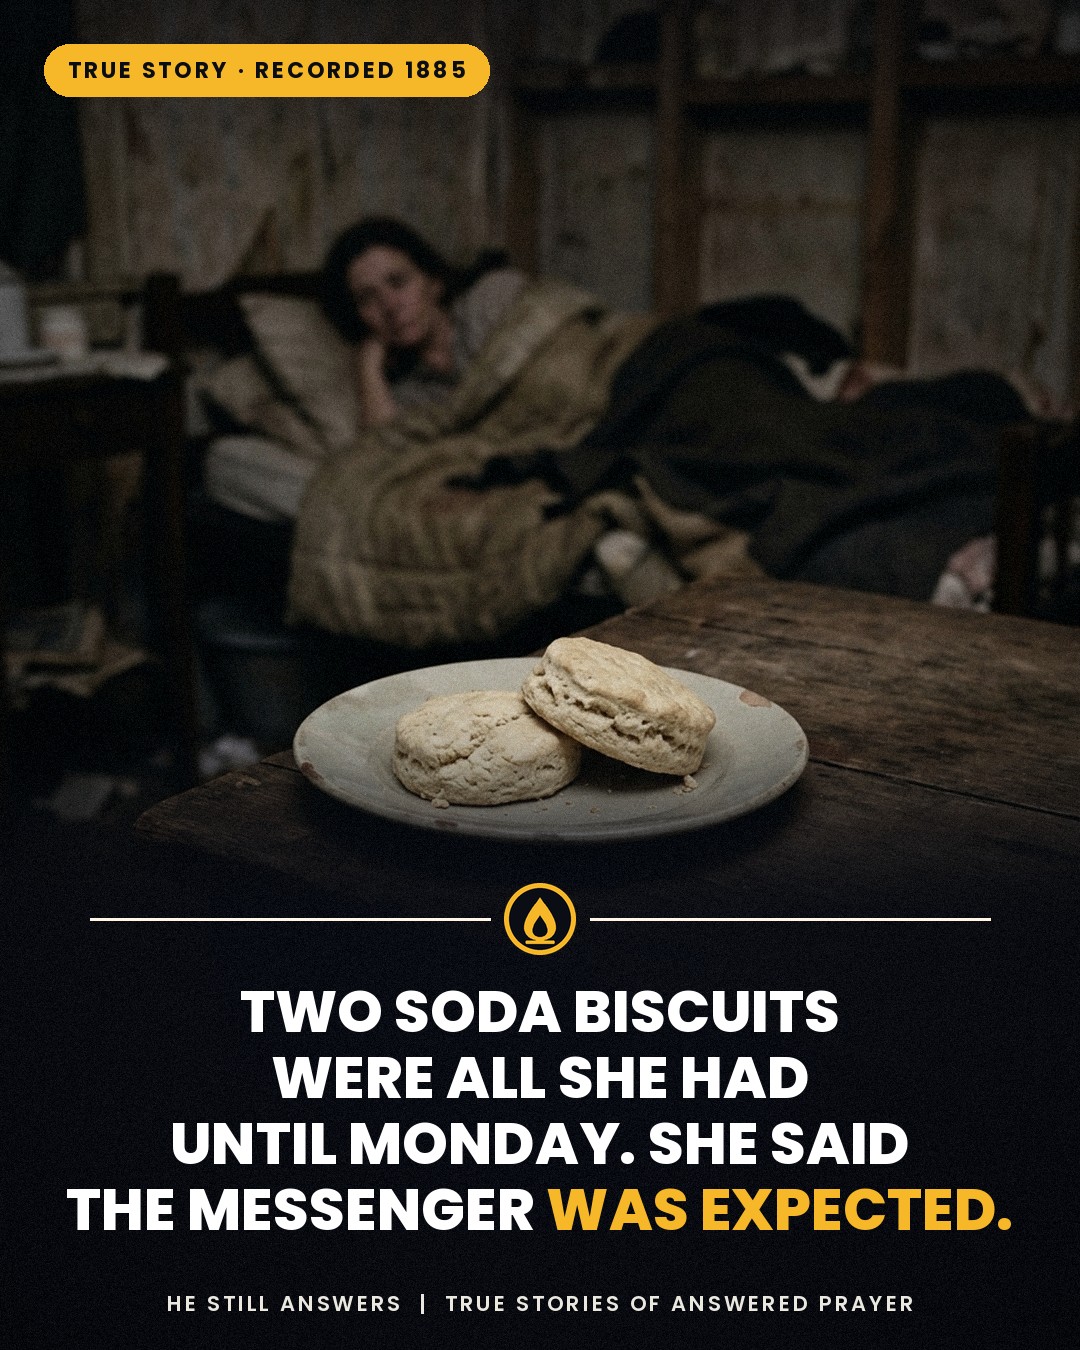 TRUE STORY · RECORDED 1885
TWO SODA BISCUITS
WERE ALL SHE HAD
UNTIL MONDAY. SHE SAID
THE MESSENGER WAS EXPECTED.
HE STILL ANSWERS | TRUE STORIES OF ANSWERED PRAYER